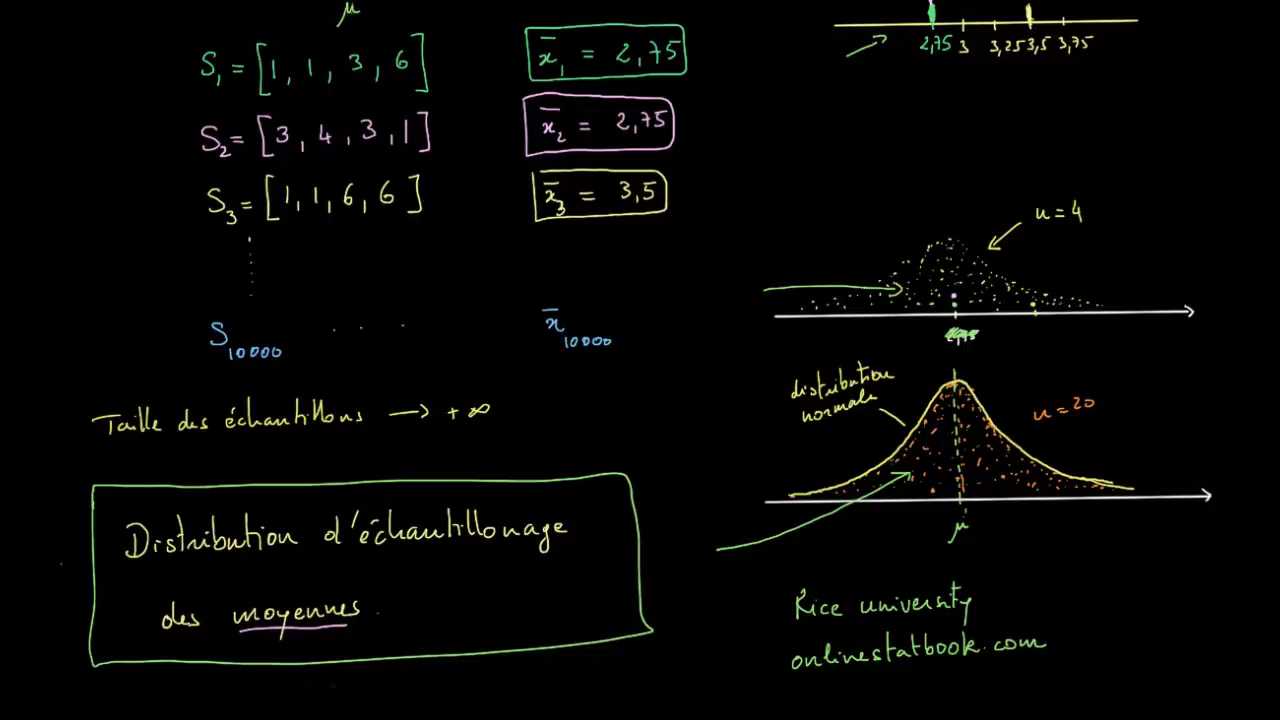 μ
S₁ = [1, 1, 3, 6]
x̄₁ = 2,75
S₂ = [3, 4, 3, 1]
x̄₂ = 2,75
S₃ = [1, 1, 6, 6]
x̄₃ = 3,5
S₁₀₀₀₀ . . .
x̄₁₀₀₀₀
Taille des échantillons → +∞
Distribution d'échantillonage
des moyennes.
2,75 3 3,25 3,5 3,75
n = 4
distribution
normale
n = 20
μ
Rice university
onlinestatbook.com